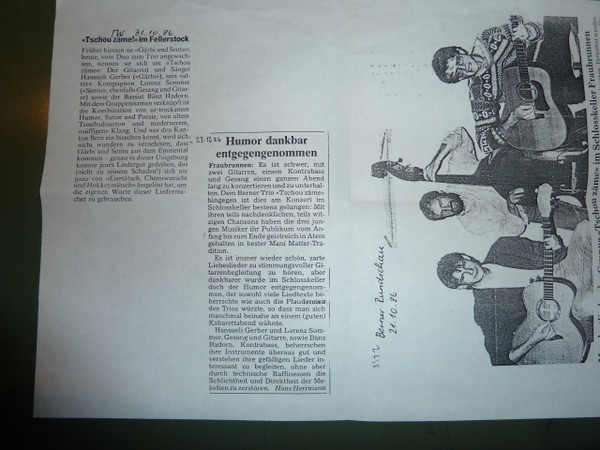 TW 31.10.86
«Tschou zäme!» im Fellerstock
Früher hiessen sie «Gärbi und Sentu»,
heute, vom Duo zum Trio angewach-
sen, nennen sie sich sie: «Tschou
zäme»: Der Gitarrist und Sänger
Hansueli Gerber («Gärbi»), sein «al-
ter» Kompagnon Lorenz Sommer
(«Sentu», ebenfalls Gesang und Gitar-
re) sowie der Bassist Bänz Hadorn.
Mit dem Gruppennamen verknüpft ist
die Kombination von ur-trockenem
Humor, Satire und Poesie, von altem
Troubadourton und modernerem,
«süffigen» Klang. Und wer den Kan-
ton Bern ein bisschen kennt, wird sich
nicht wundern zu vernehmen, dass
Gärbi und Sentu aus dem Emmental
kommen – genau in dieser Umgebung
konnte jenes Liedergut gedeihen, das
(nicht zu seinem Schaden!) sich nie
ganz von
und losgelöst hat, um
die eigenen Worte dieser Liederma-
cher zu gebrauchen.
23.10.86
Humor dankbar
entgegengenommen
Fraubrunnen: Es ist schwer, mit
zwei Gitarren, einem Kontrabass
und Gesang einen ganzen Abend
lang zu konzertieren und zu unterhal-
ten. Dem Berner Trio «Tschou zäme»
hingegen ist dies am Konzert im
Schlosskeller bestens gelungen: Mit
ihren teils nachdenklichen, teils wit-
zigen Chansons haben die drei jun-
gen Musiker ihr Publikum vom An-
fang bis zum Ende geistreich in Atem
gehalten in bester Mani Matter-Tra-
dition.
Es ist immer wieder schön, zarte
Liebeslieder zu stimmungsvoller Gi-
tarrenbegleitung zu hören, aber
dankbarer wurde im Schlosskeller
doch der Humor entgegengenom-
men, der sowohl viele Liedtexte be-
herrschte wie auch die Plaudereien
des Trios würzte, so dass man sich
manchmal beinahe an einem (guten)
Kabarettabend wähnte.
Hansueli Gerber und Lorenz Som-
mer, Gesang und Gitarre, sowie Bänz
Hadorn, Kontrabass, beherrschen
ihre Instrumente überaus gut und
verstehen ihre gefälligen Lieder in-
teressant zu begleiten, ohne aber
durch technische Raffinessen die
Schlichtheit und Direktheit der Me-
lodien zu zerstören. Hans Herrmann
Berner Rundschau
21.10.86
«Tschou zäme» im Schlosskeller Fraubrunnen